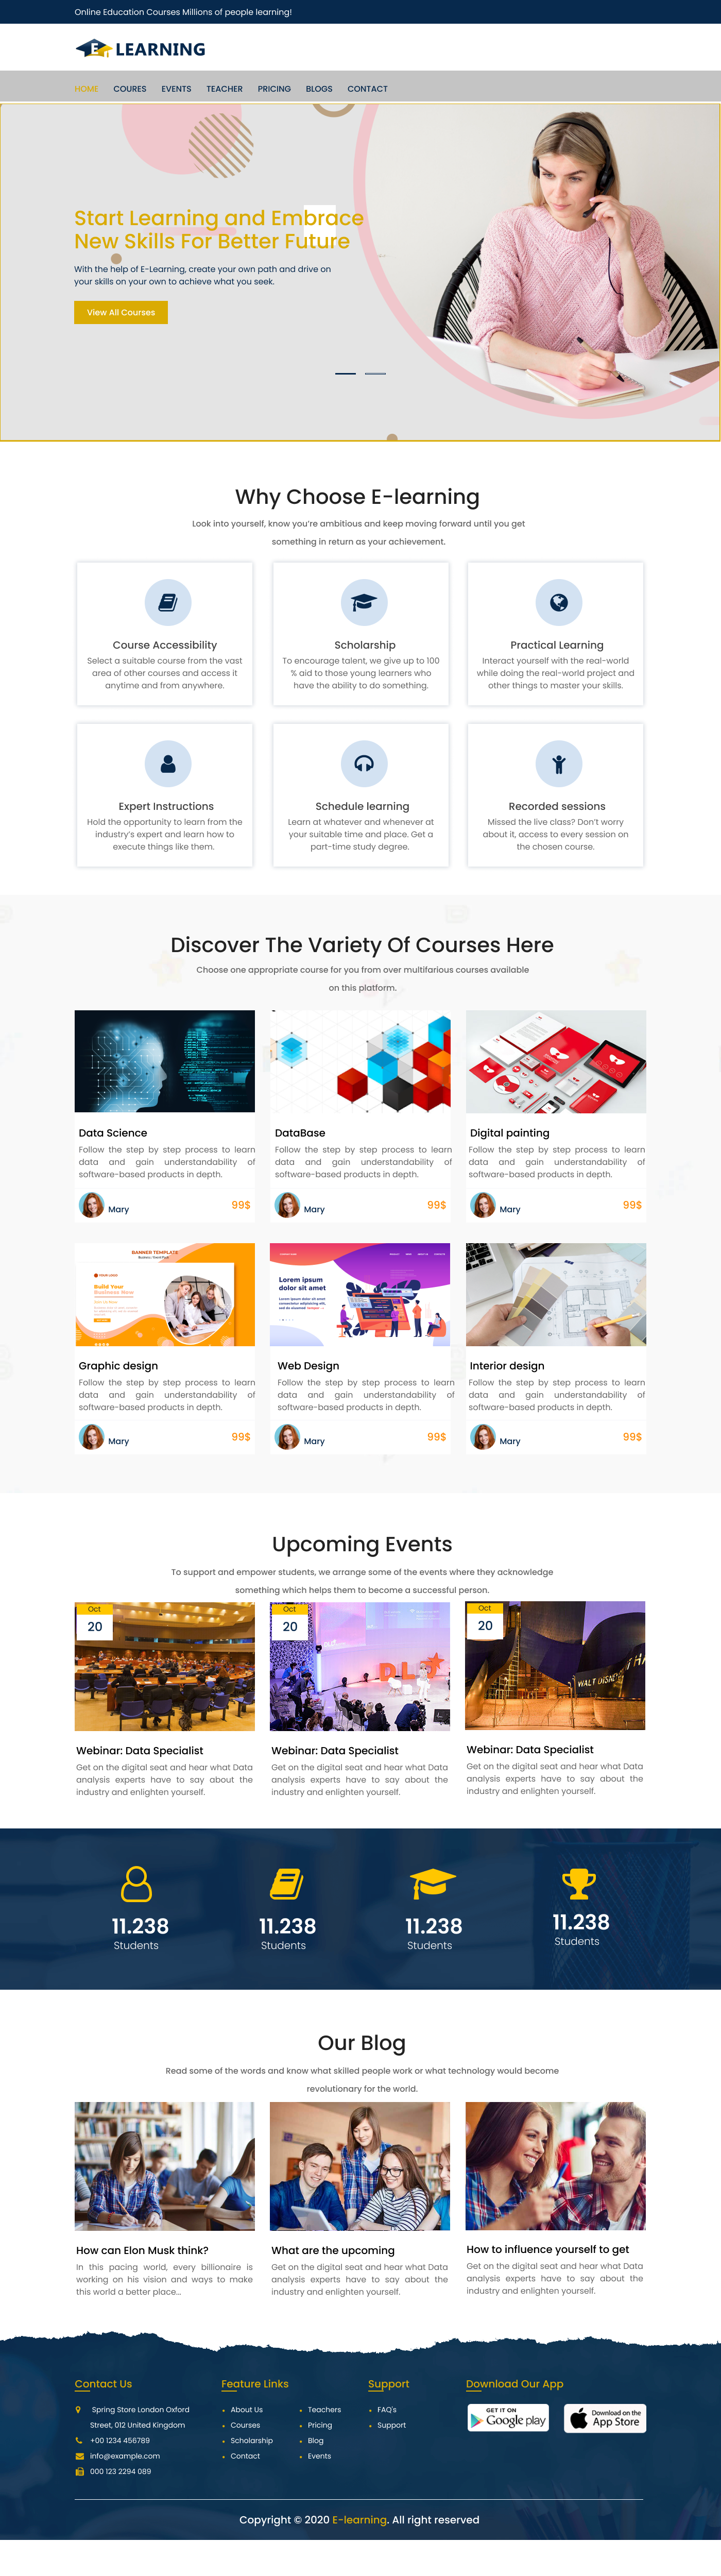 Online Education Courses Millions of people learning!
E LEARNING
HOME COURES EVENTS TEACHER PRICING BLOGS CONTACT
Start Learning and Embrace
New Skills For Better Future
With the help of E-Learning, create your own path and drive on
your skills on your own to achieve what you seek.
View All Courses
Why Choose E-learning
Look into yourself, know you're ambitious and keep moving forward until you get
something in return as your achievement.
Course Accessibility
Select a suitable course from the vast
area of other courses and access it
anytime and from anywhere.
Scholarship
To encourage talent, we give up to 100
% aid to those young learners who
have the ability to do something.
Practical Learning
Interact yourself with the real-world
while doing the real-world project and
other things to master your skills.
Expert Instructions
Hold the opportunity to learn from the
industry's expert and learn how to
execute things like them.
Schedule learning
Learn at whatever and whenever at
your suitable time and place. Get a
part-time study degree.
Recorded sessions
Missed the live class? Don't worry
about it, access to every session on
the chosen course.
Discover The Variety Of Courses Here
Choose one appropriate course for you from over multifarious courses available
on this platform.
Data Science
Follow the step by step process to learn
data and gain understandability of
software-based products in depth.
Mary 99$
DataBase
Follow the step by step process to learn
data and gain understandability of
software-based products in depth.
Mary 99$
Digital painting
Follow the step by step process to learn
data and gain understandability of
software-based products in depth.
Mary 99$
BANNER TEMPLATE
Build Your
Business Now
Graphic design
Follow the step by step process to learn
data and gain understandability of
software-based products in depth.
Mary 99$
Lorem ipsum
dolor sit amet
Web Design
Follow the step by step process to learn
data and gain understandability of
software-based products in depth.
Mary 99$
Interior design
Follow the step by step process to learn
data and gain understandability of
software-based products in depth.
Mary 99$
Upcoming Events
To support and empower students, we arrange some of the events where they acknowledge
something which helps them to become a successful person.
Oct
20
Webinar: Data Specialist
Get on the digital seat and hear what Data
analysis experts have to say about the
industry and enlighten yourself.
Oct
20
Webinar: Data Specialist
Get on the digital seat and hear what Data
analysis experts have to say about the
industry and enlighten yourself.
Oct
20
WALT DISNEY
Webinar: Data Specialist
Get on the digital seat and hear what Data
analysis experts have to say about the
industry and enlighten yourself.
11.238
Students
11.238
Students
11.238
Students
11.238
Students
Our Blog
Read some of the words and know what skilled people work or what technology would become
revolutionary for the world.
How can Elon Musk think?
In this pacing world, every billionaire is
working on his vision and ways to make
this world a better place...
What are the upcoming
Get on the digital seat and hear what Data
analysis experts have to say about the
industry and enlighten yourself.
How to influence yourself to get
Get on the digital seat and hear what Data
analysis experts have to say about the
industry and enlighten yourself.
Contact Us
Spring Store London Oxford
Street, 012 United Kingdom
+00 1234 456789
info@example.com
000 123 2294 089
Feature Links
About Us
Courses
Scholarship
Contact
Teachers
Pricing
Blog
Events
Support
FAQ's
Support
Download Our App
GET IT ON
Google play
Download on the
App Store
Copyright © 2020 E-learning. All right reserved